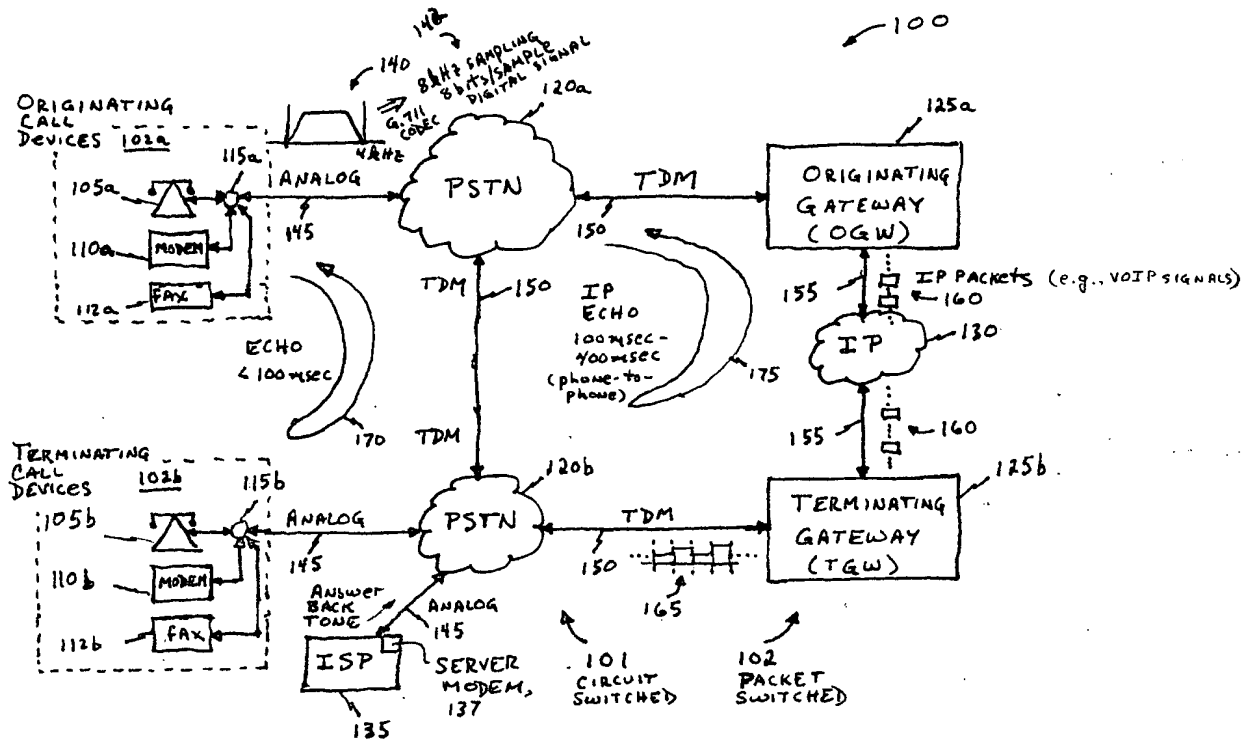 100
142
140
8kHz SAMPLING
8bits/SAMPLE
DIGITAL SIGNAL
G.711
CODEC
4kHz
120a
125a
ORIGINATING
CALL
DEVICES 102a
115a
105a
MODEM
110a
FAX
112a
ANALOG
145
PSTN
TDM
150
ORIGINATING
GATEWAY
(OGW)
TDM
150
155
IP PACKETS (e.g., VOIP SIGNALS)
160
IP
130
155
160
IP
ECHO
100msec-
400msec
(phone-to-
phone)
175
ECHO
<100msec
170
TDM
TERMINATING
CALL
DEVICES 102b
115b
105b
MODEM
110b
FAX
112b
ANALOG
145
120b
PSTN
TDM
150
165
125b
TERMINATING
GATEWAY
(TGW)
Answer
BACK
TONE
ANALOG
145
ISP
135
SERVER
MODEM,
137
101
CIRCUIT
SWITCHED
102
PACKET
SWITCHED